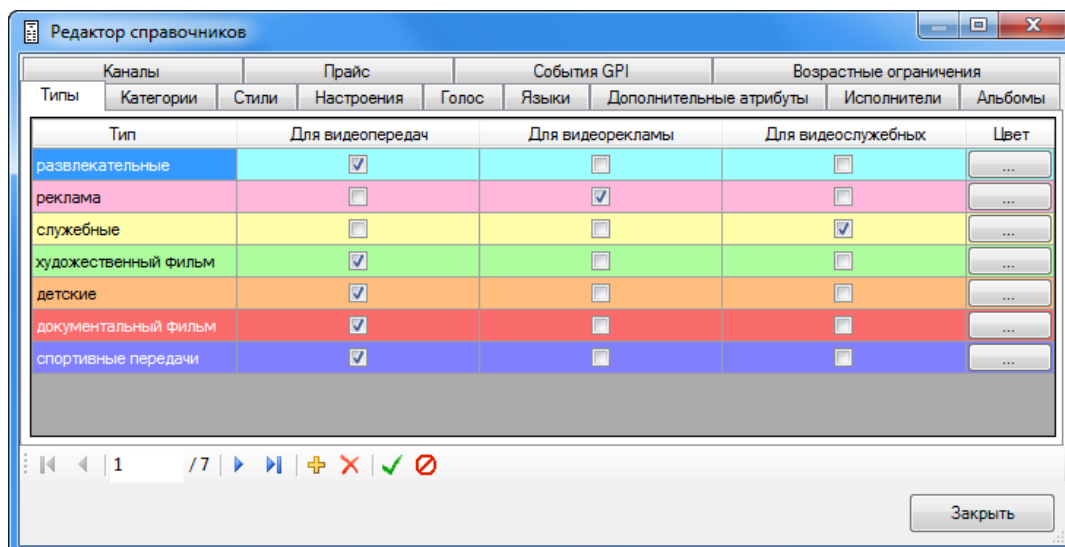 Редактор справочников
Каналы Прайс События GPI Возрастные ограничения
Типы Категории Стили Настроения Голос Языки Дополнительные атрибуты Исполнители Альбомы
Тип Для видеопередач Для видеорекламы Для видеослужебных Цвет
развлекательные ...
реклама ...
служебные ...
художественный фильм ...
детские ...
документальный фильм ...
спортивные передачи ...
1 / 7
Закрыть